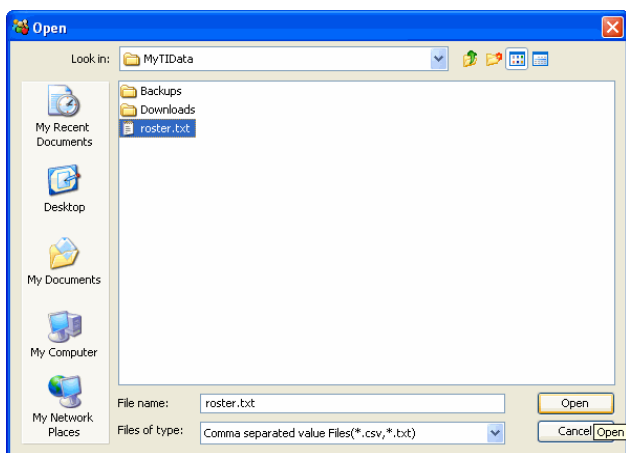 Open
Look in: MyTIData
Backups
Downloads
roster.txt
My Recent
Documents
Desktop
My Documents
My Computer
My Network
Places
File name: roster.txt Open
Files of type: Comma separated value Files(*.csv,*.txt) Cancel Open